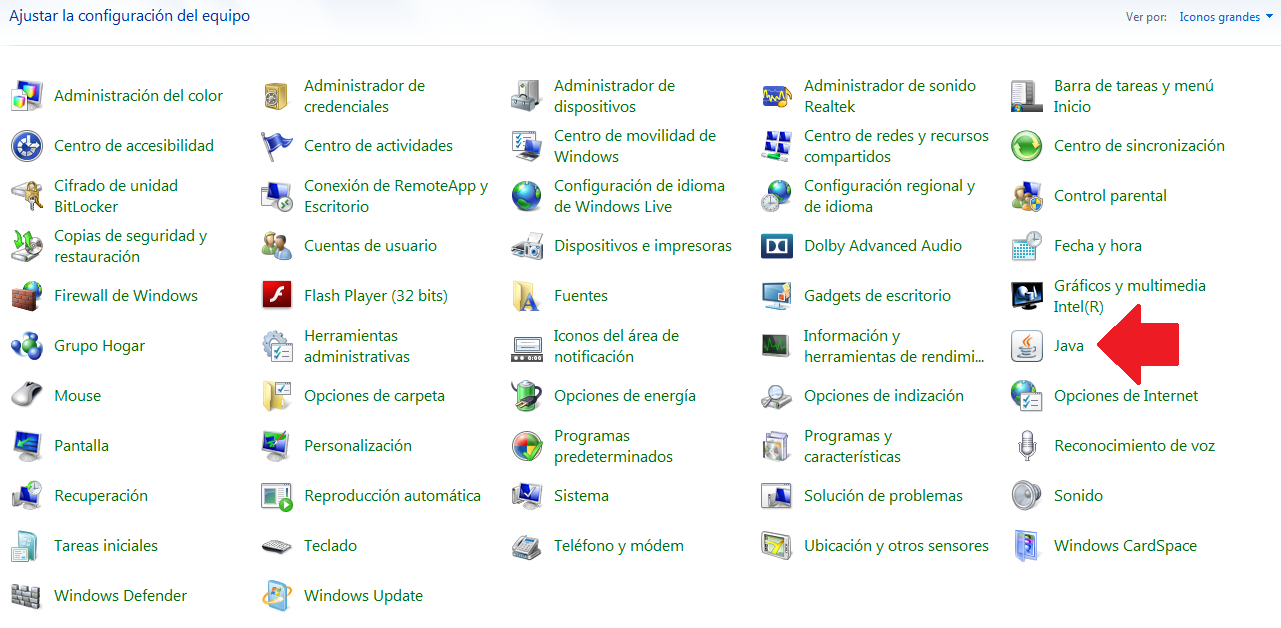 Ajustar la configuración del equipo
Ver por: Iconos grandes
Administración del color
Administrador de
credenciales
Administrador de
dispositivos
Administrador de sonido
Realtek
Barra de tareas y menú
Inicio
Centro de accesibilidad
Centro de actividades
Centro de movilidad de
Windows
Centro de redes y recursos
compartidos
Centro de sincronización
Cifrado de unidad
BitLocker
Conexión de RemoteApp y
Escritorio
Configuración de idioma
de Windows Live
Configuración regional y
de idioma
Control parental
Copias de seguridad y
restauración
Cuentas de usuario
Dispositivos e impresoras
Dolby Advanced Audio
Fecha y hora
Firewall de Windows
Flash Player (32 bits)
Fuentes
Gadgets de escritorio
Gráficos y multimedia
Intel(R)
Grupo Hogar
Herramientas
administrativas
Iconos del área de
notificación
Información y
herramientas de rendimi...
Java
Mouse
Opciones de carpeta
Opciones de energía
Opciones de indización
Opciones de Internet
Pantalla
Personalización
Programas
predeterminados
Programas y
características
Reconocimiento de voz
Recuperación
Reproducción automática
Sistema
Solución de problemas
Sonido
Tareas iniciales
Teclado
Teléfono y módem
Ubicación y otros sensores
Windows CardSpace
Windows Defender
Windows Update